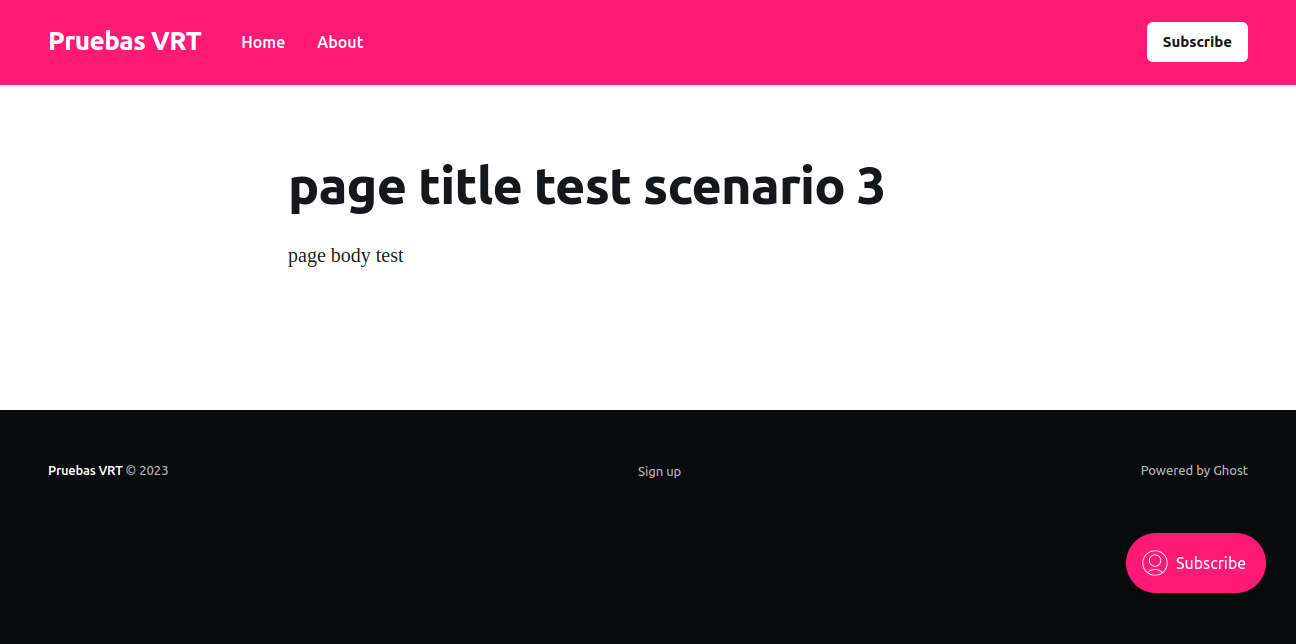 Pruebas VRT Home About Subscribe
page title test scenario 3
page body test
Pruebas VRT © 2023 Sign up Powered by Ghost
Subscribe